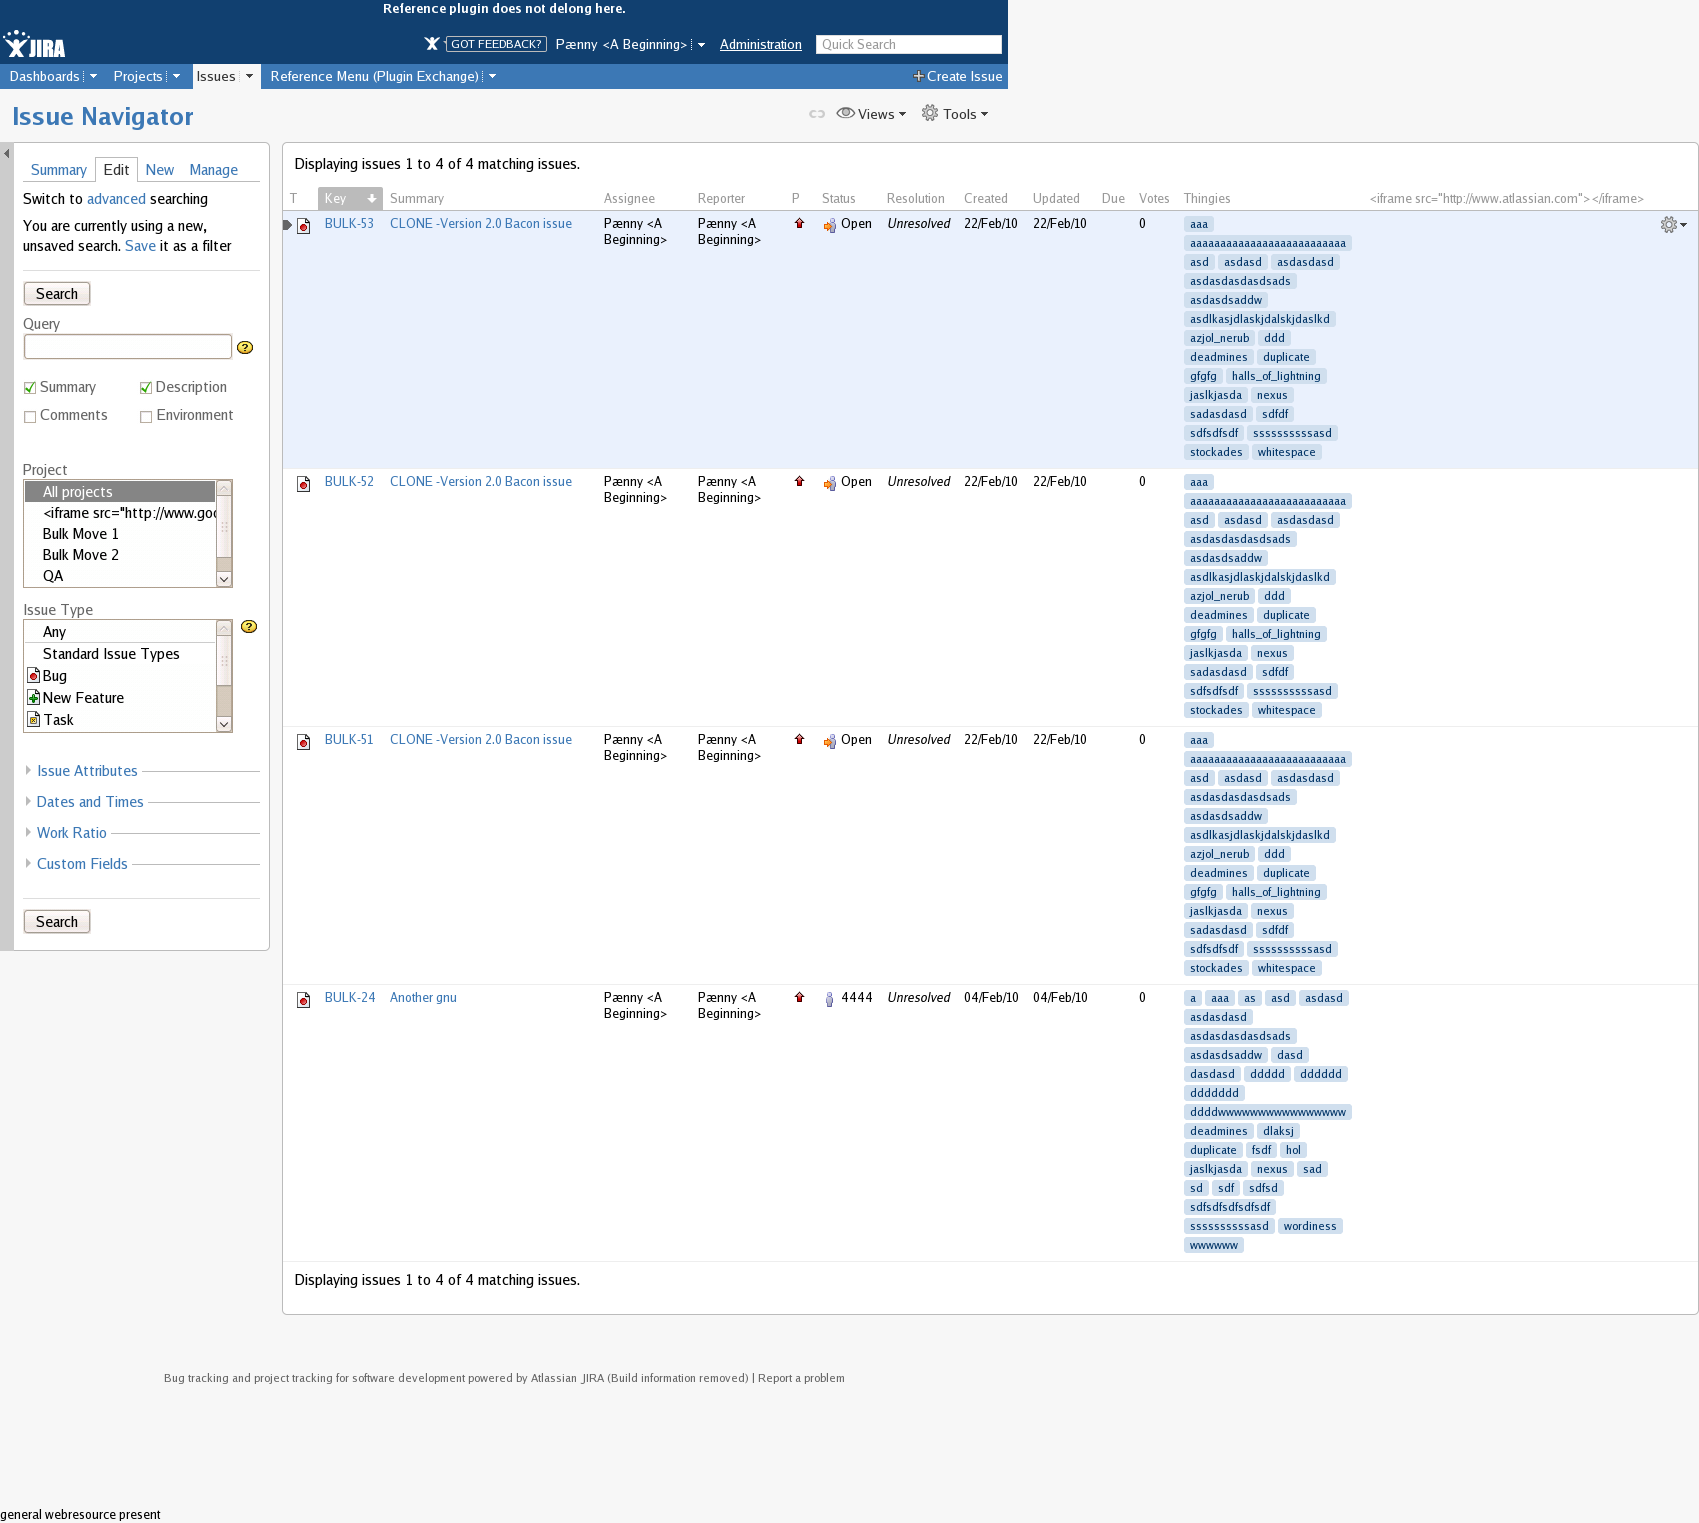 Reference plugin does not delong here.
JIRA
GOT FEEDBACK? Pænny <A Beginning> Administration Quick Search
Dashboards Projects Issues Reference Menu (Plugin Exchange) Create Issue
Issue Navigator
Views Tools
Summary Edit New Manage
Switch to advanced searching
You are currently using a new,
unsaved search. Save it as a filter
Search
Query
Summary Description
Comments Environment
Project
All projects
<iframe src="http://www.goo
Bulk Move 1
Bulk Move 2
QA
Issue Type
Any
Standard Issue Types
Bug
New Feature
Task
Issue Attributes
Dates and Times
Work Ratio
Custom Fields
Search
Displaying issues 1 to 4 of 4 matching issues.
T Key Summary Assignee Reporter P Status Resolution Created Updated Due Votes Thingies <iframe src="http://www.atlassian.com"></iframe>
BULK-53 CLONE -Version 2.0 Bacon issue Pænny <A Pænny <A Open Unresolved 22/Feb/10 22/Feb/10 0 aaa
Beginning> Beginning> aaaaaaaaaaaaaaaaaaaaaaaaaa
asd asdasd asdasdasd
asdasdasdasdsads
asdasdsaddw
asdlkasjdlaskjdalskjdaslkd
azjol_nerub ddd
deadmines duplicate
gfgfg halls_of_lightning
jaslkjasda nexus
sadasdasd sdfdf
sdfsdfsdf ssssssssssasd
stockades whitespace
BULK-52 CLONE -Version 2.0 Bacon issue Pænny <A Pænny <A Open Unresolved 22/Feb/10 22/Feb/10 0 aaa
Beginning> Beginning> aaaaaaaaaaaaaaaaaaaaaaaaaa
asd asdasd asdasdasd
asdasdasdasdsads
asdasdsaddw
asdlkasjdlaskjdalskjdaslkd
azjol_nerub ddd
deadmines duplicate
gfgfg halls_of_lightning
jaslkjasda nexus
sadasdasd sdfdf
sdfsdfsdf ssssssssssasd
stockades whitespace
BULK-51 CLONE -Version 2.0 Bacon issue Pænny <A Pænny <A Open Unresolved 22/Feb/10 22/Feb/10 0 aaa
Beginning> Beginning> aaaaaaaaaaaaaaaaaaaaaaaaaa
asd asdasd asdasdasd
asdasdasdasdsads
asdasdsaddw
asdlkasjdlaskjdalskjdaslkd
azjol_nerub ddd
deadmines duplicate
gfgfg halls_of_lightning
jaslkjasda nexus
sadasdasd sdfdf
sdfsdfsdf ssssssssssasd
stockades whitespace
BULK-24 Another gnu Pænny <A Pænny <A 4444 Unresolved 04/Feb/10 04/Feb/10 0 a aaa as asd asdasd
Beginning> Beginning> asdasdasd
asdasdasdasdsads
asdasdsaddw dasd
dasdasd ddddd dddddd
ddddddd
ddddwwwwwwwwwwwwwwww
deadmines dlaksj
duplicate fsdf hol
jaslkjasda nexus sad
sd sdf sdfsd
sdfsdfsdfsdfsdf
ssssssssssasd wordiness
wwwwww
Displaying issues 1 to 4 of 4 matching issues.
Bug tracking and project tracking for software development powered by Atlassian JIRA (Build information removed) | Report a problem
general webresource present